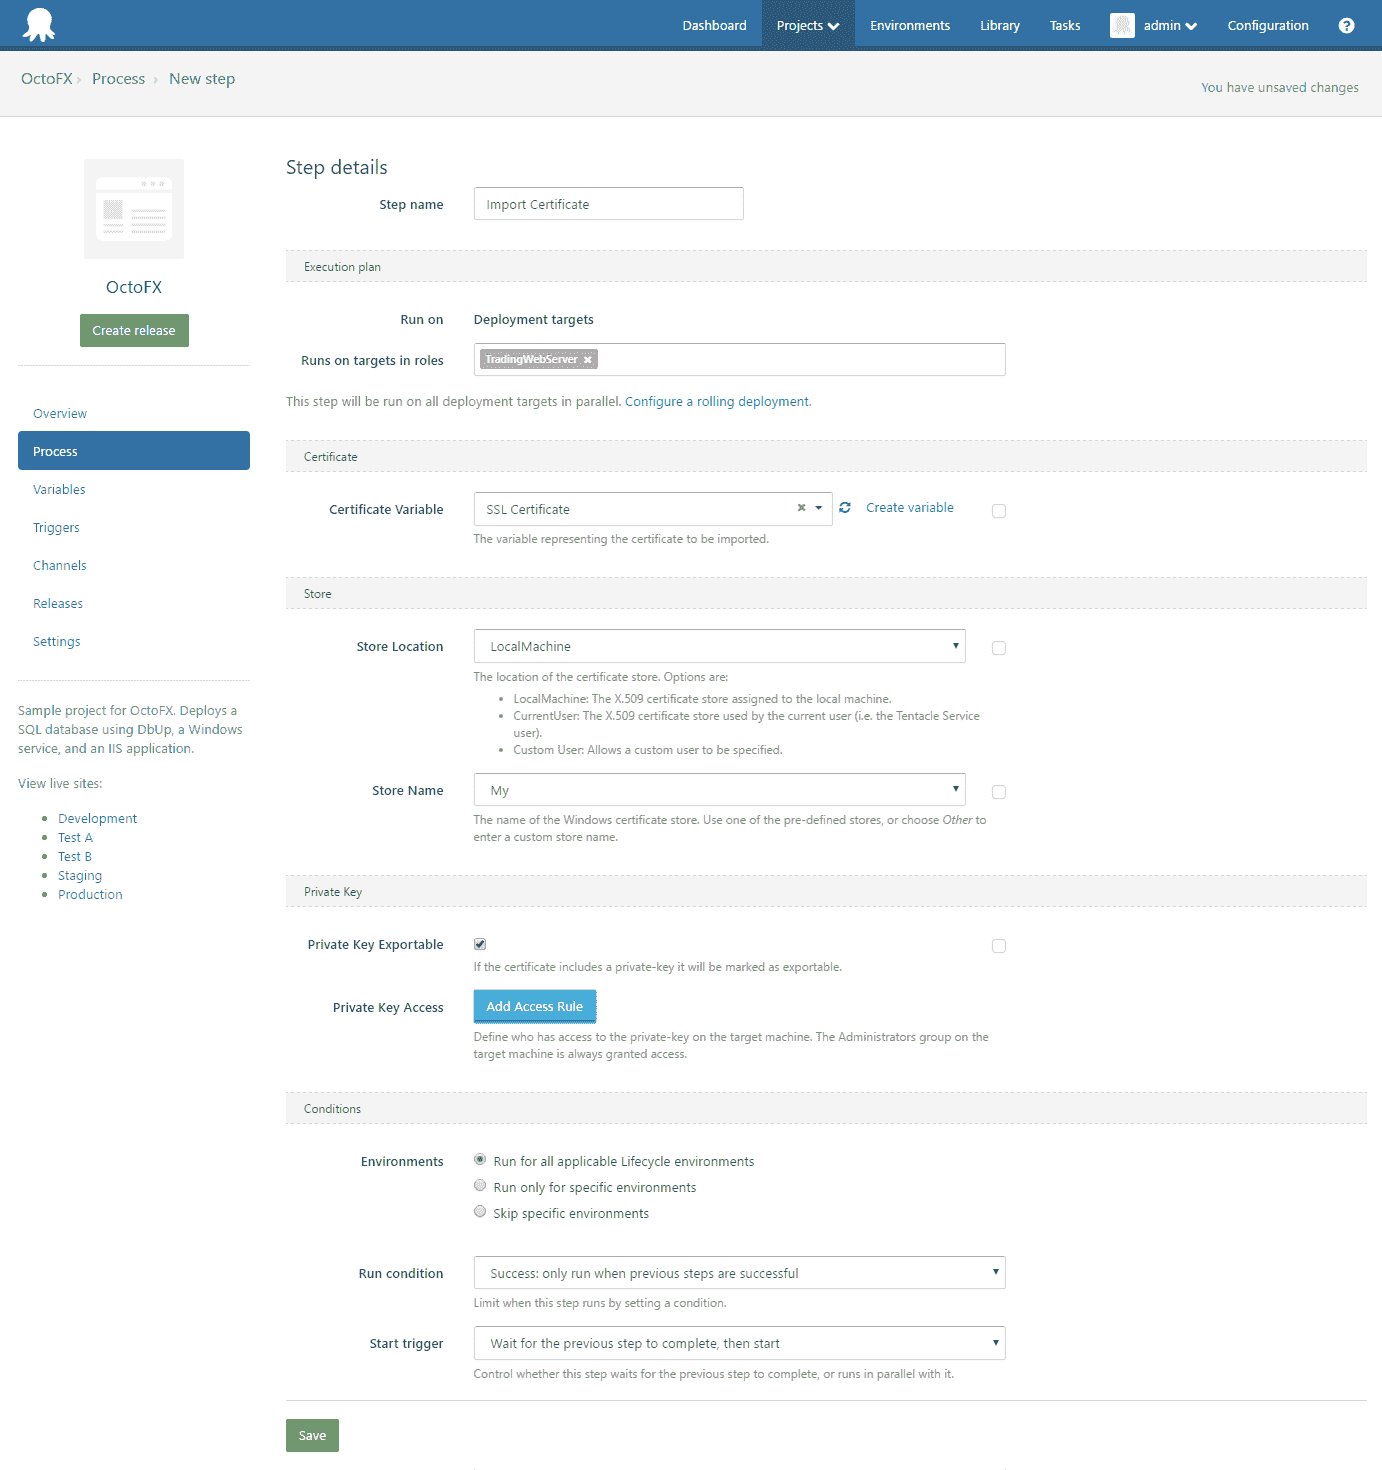 Dashboard Projects Environments Library Tasks admin Configuration ?
OctoFX › Process › New step
You have unsaved changes
OctoFX
Create release
Overview
Process
Variables
Triggers
Channels
Releases
Settings
Sample project for OctoFX. Deploys a
SQL database using DbUp, a Windows
service, and an IIS application.
View live sites:
• Development
• Test A
• Test B
• Staging
• Production
Step details
Step name Import Certificate
Execution plan
Run on Deployment targets
Runs on targets in roles TradingWebServer ×
This step will be run on all deployment targets in parallel. Configure a rolling deployment.
Certificate
Certificate Variable SSL Certificate × Create variable
The variable representing the certificate to be imported.
Store
Store Location LocalMachine
The location of the certificate store. Options are:
• LocalMachine: The X.509 certificate store assigned to the local machine.
• CurrentUser: The X.509 certificate store used by the current user (i.e. the Tentacle Service
user).
• Custom User: Allows a custom user to be specified.
Store Name My
The name of the Windows certificate store. Use one of the pre-defined stores, or choose Other to
enter a custom store name.
Private Key
Private Key Exportable
If the certificate includes a private-key it will be marked as exportable.
Private Key Access Add Access Rule
Define who has access to the private-key on the target machine. The Administrators group on the
target machine is always granted access.
Conditions
Environments Run for all applicable Lifecycle environments
Run only for specific environments
Skip specific environments
Run condition Success: only run when previous steps are successful
Limit when this step runs by setting a condition.
Start trigger Wait for the previous step to complete, then start
Control whether this step waits for the previous step to complete, or runs in parallel with it.
Save